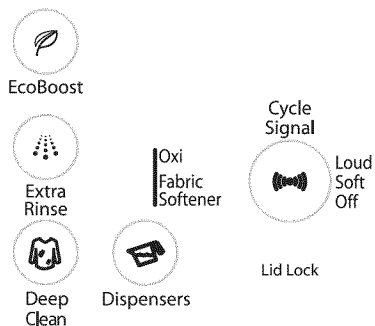 EcoBoost
Extra
Rinse
Deep
Clean
Dispensers
Oxi
Fabric
Softener
Cycle
Signal
Loud
Soft
Off
Lid Lock